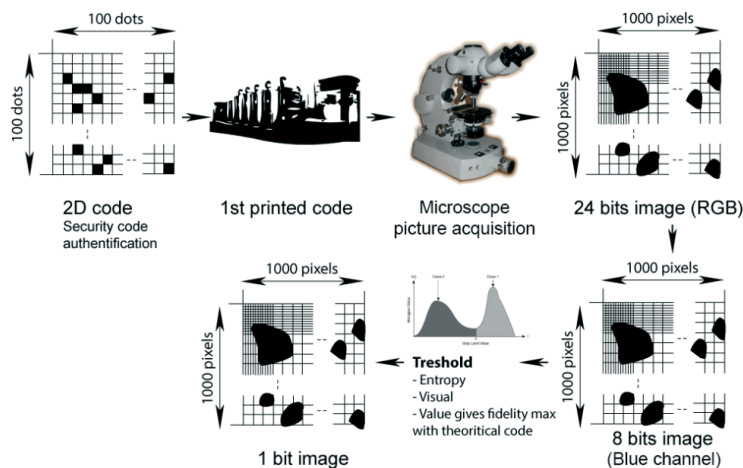 100 dots
100 dots
2D code
Security code
authentification
1st printed code
Microscope
picture acquisition
1000 pixels
1000 pixels
24 bits image (RGB)
1000 pixels
1000 pixels
1 bit image
Treshold
- Entropy
- Visual
- Value gives fidelity max
with theoritical code
1000 pixels
1000 pixels
8 bits image
(Blue channel)